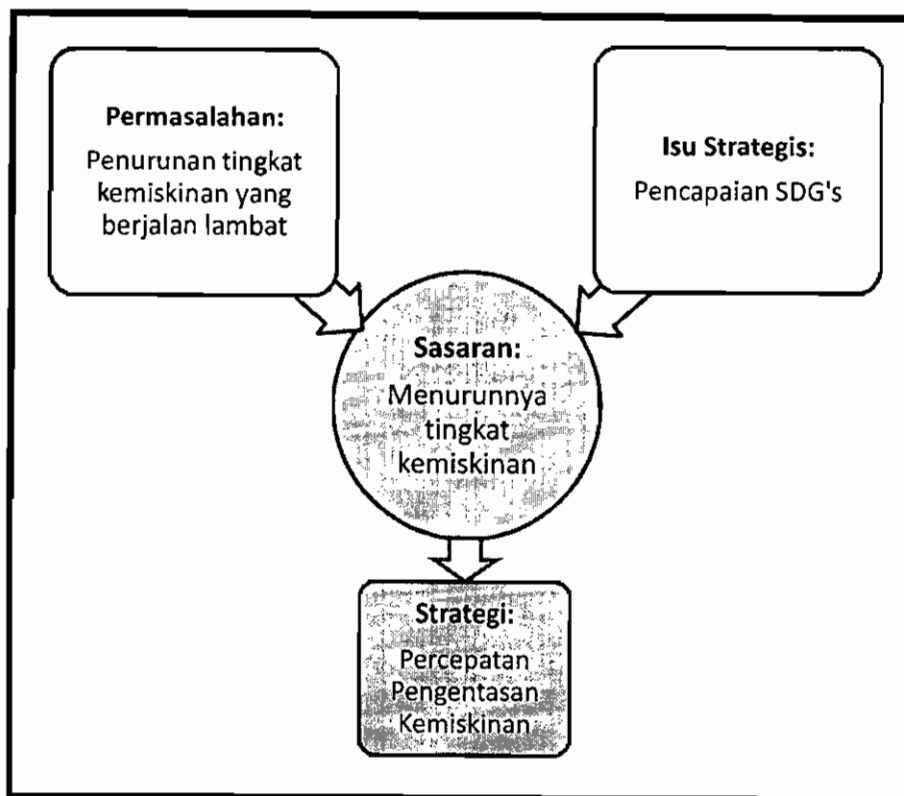 Permasalahan:
Penurunan tingkat
kemiskinan yang
berjalan lambat
Isu Strategis:
Pencapaian SDG's
Sasaran:
Menurunnya
tingkat
kemiskinan
Strategi:
Percepatan
Pengentasan
Kemiskinan